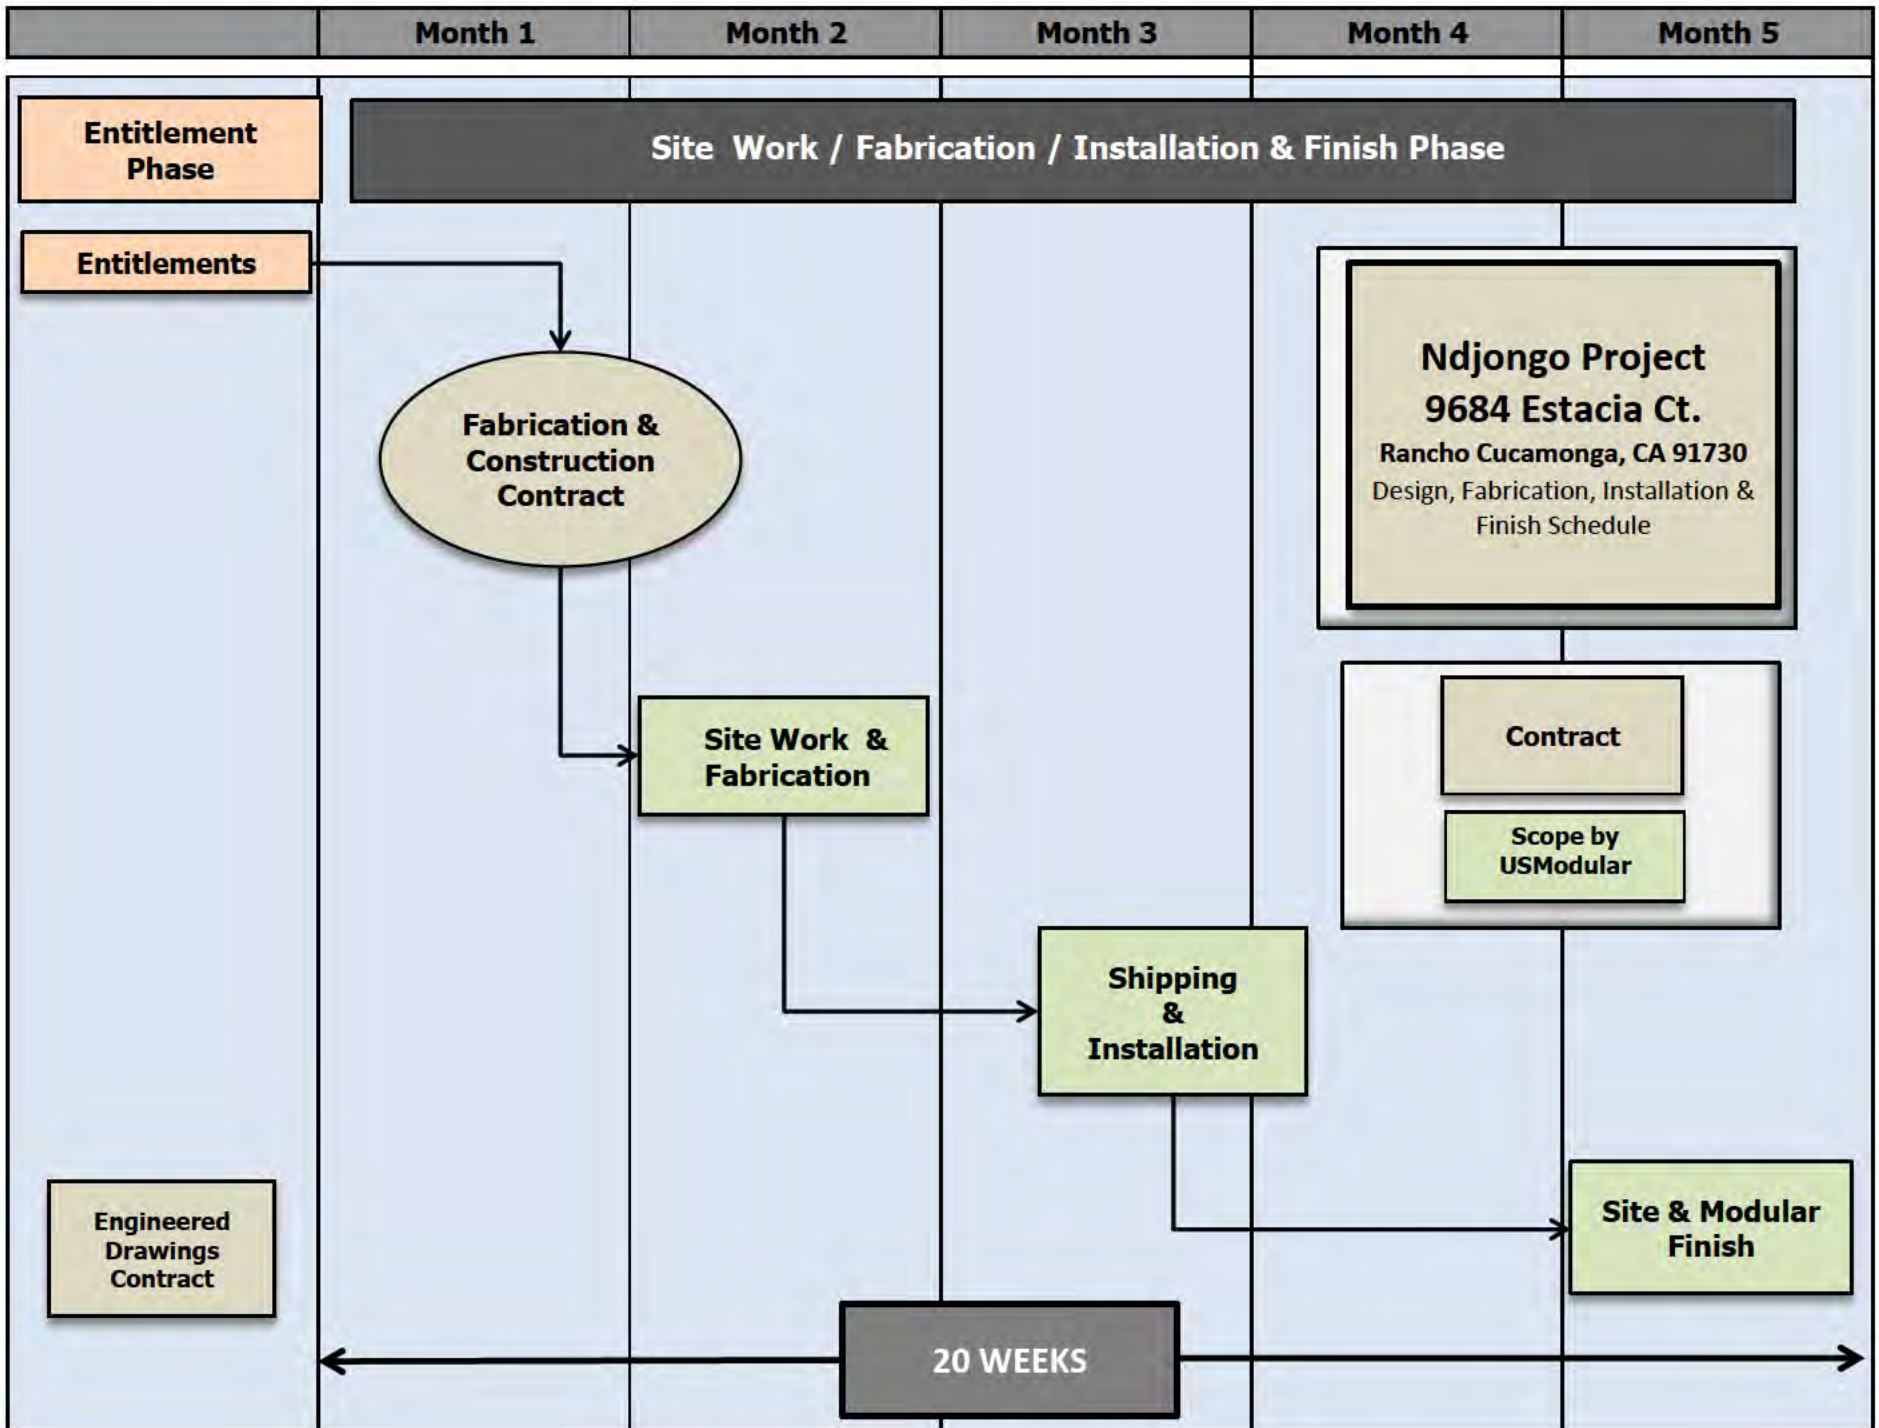 Month 1
Month 2
Month 3
Month 4
Month 5
Entitlement
Phase
Site Work / Fabrication / Installation & Finish Phase
Entitlements
Fabrication &
Construction
Contract
Ndjongo Project
9684 Estacia Ct.
Rancho Cucamonga, CA 91730
Design, Fabrication, Installation &
Finish Schedule
Site Work &
Fabrication
Contract
Scope by
USModular
Shipping
&
Installation
Engineered
Drawings
Contract
Site & Modular
Finish
20 WEEKS